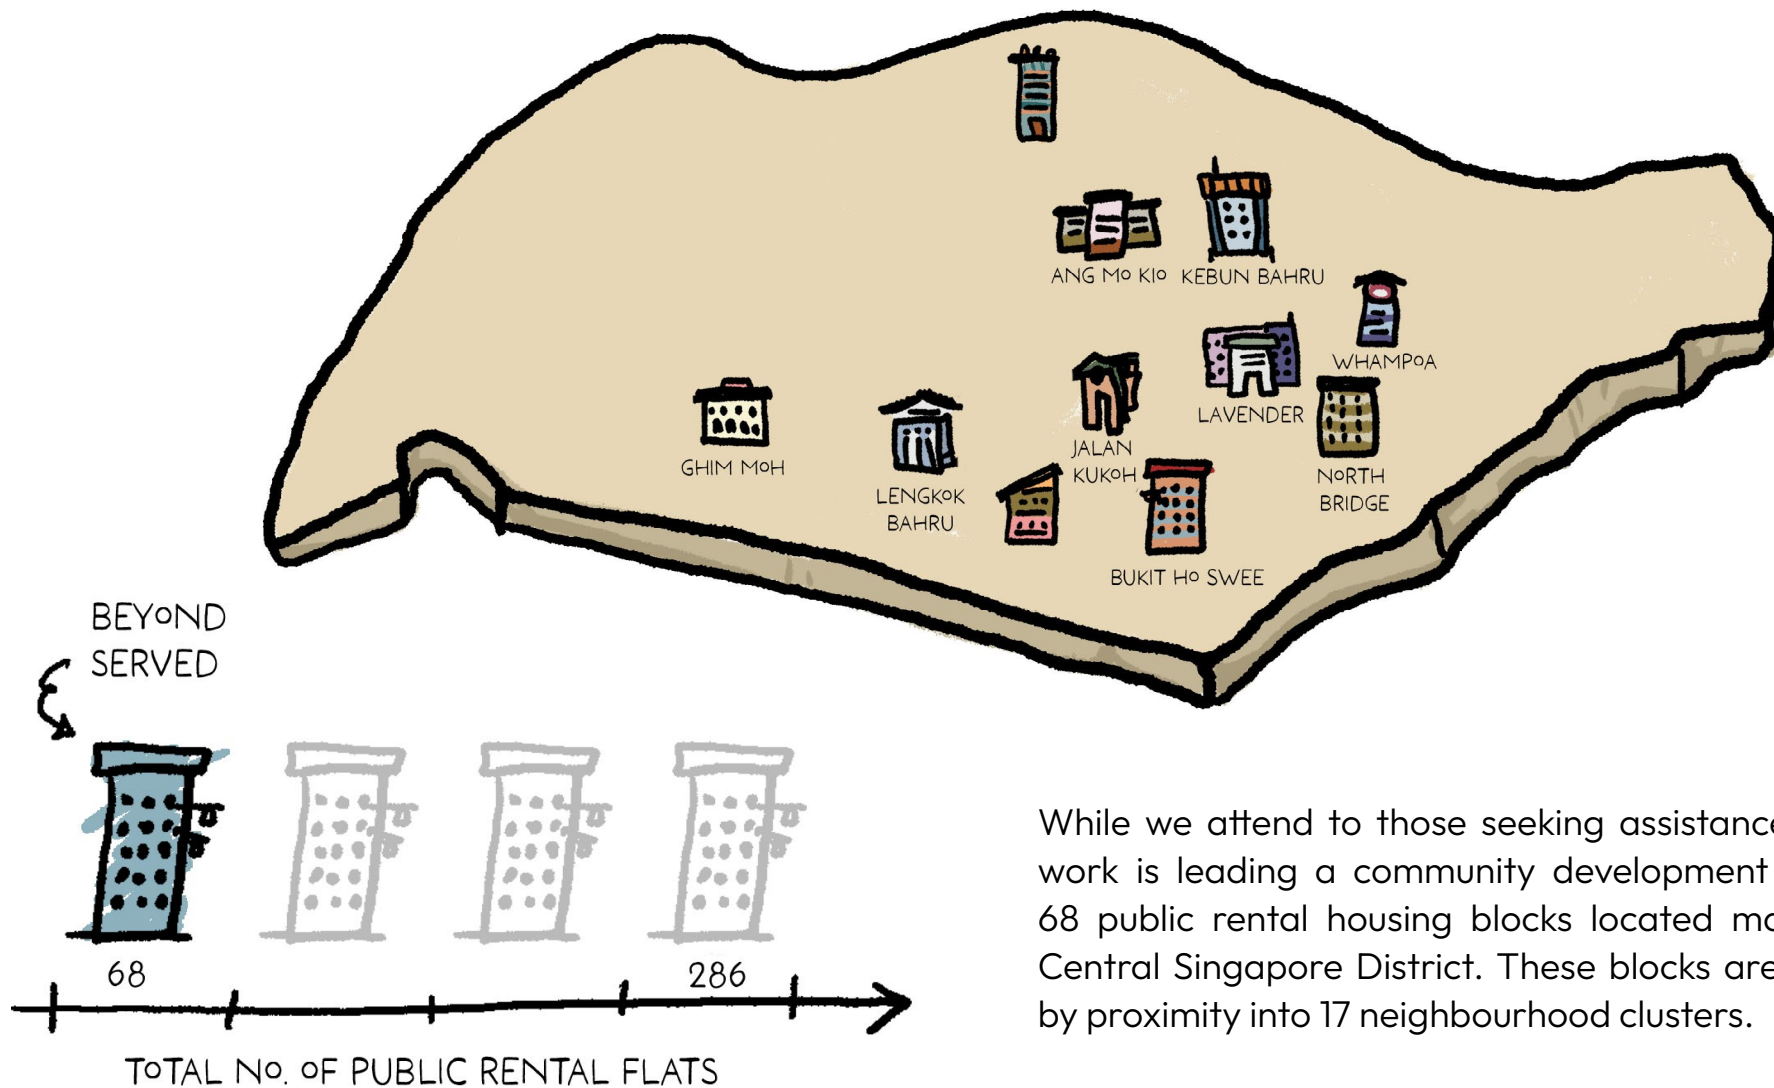 ANG MO KIO
KEBUN BAHRU
WHAMPOA
LAVENDER
JALAN
KUKOH
GHIM MOH
LENGKOK
BAHRU
NORTH
BRIDGE
BUKIT HO SWEE
BEYOND
SERVED
68
286
TOTAL NO. OF PUBLIC RENTAL FLATS
While we attend to those seeking assistance
work is leading a community development
68 public rental housing blocks located
Central Singapore District. These blocks are
by proximity into 17 neighbourhood clusters.